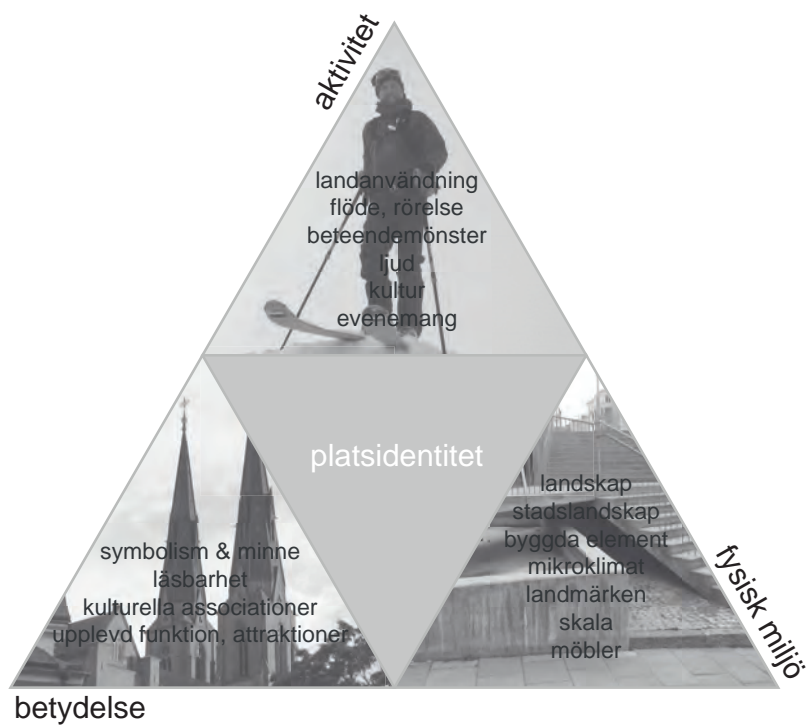 aktivitet
landanvändning
flöde, rörelse
beteendemönster
ljud
kultur
evenemang
platsidentitet
symbolism & minne
läsbarhet
kulturella associationer
upplevd funktion, attraktioner
betydelse
landskap
stadslandskap
byggda element
mikroklimat
landmärken
skala
möbler
fysisk miljö